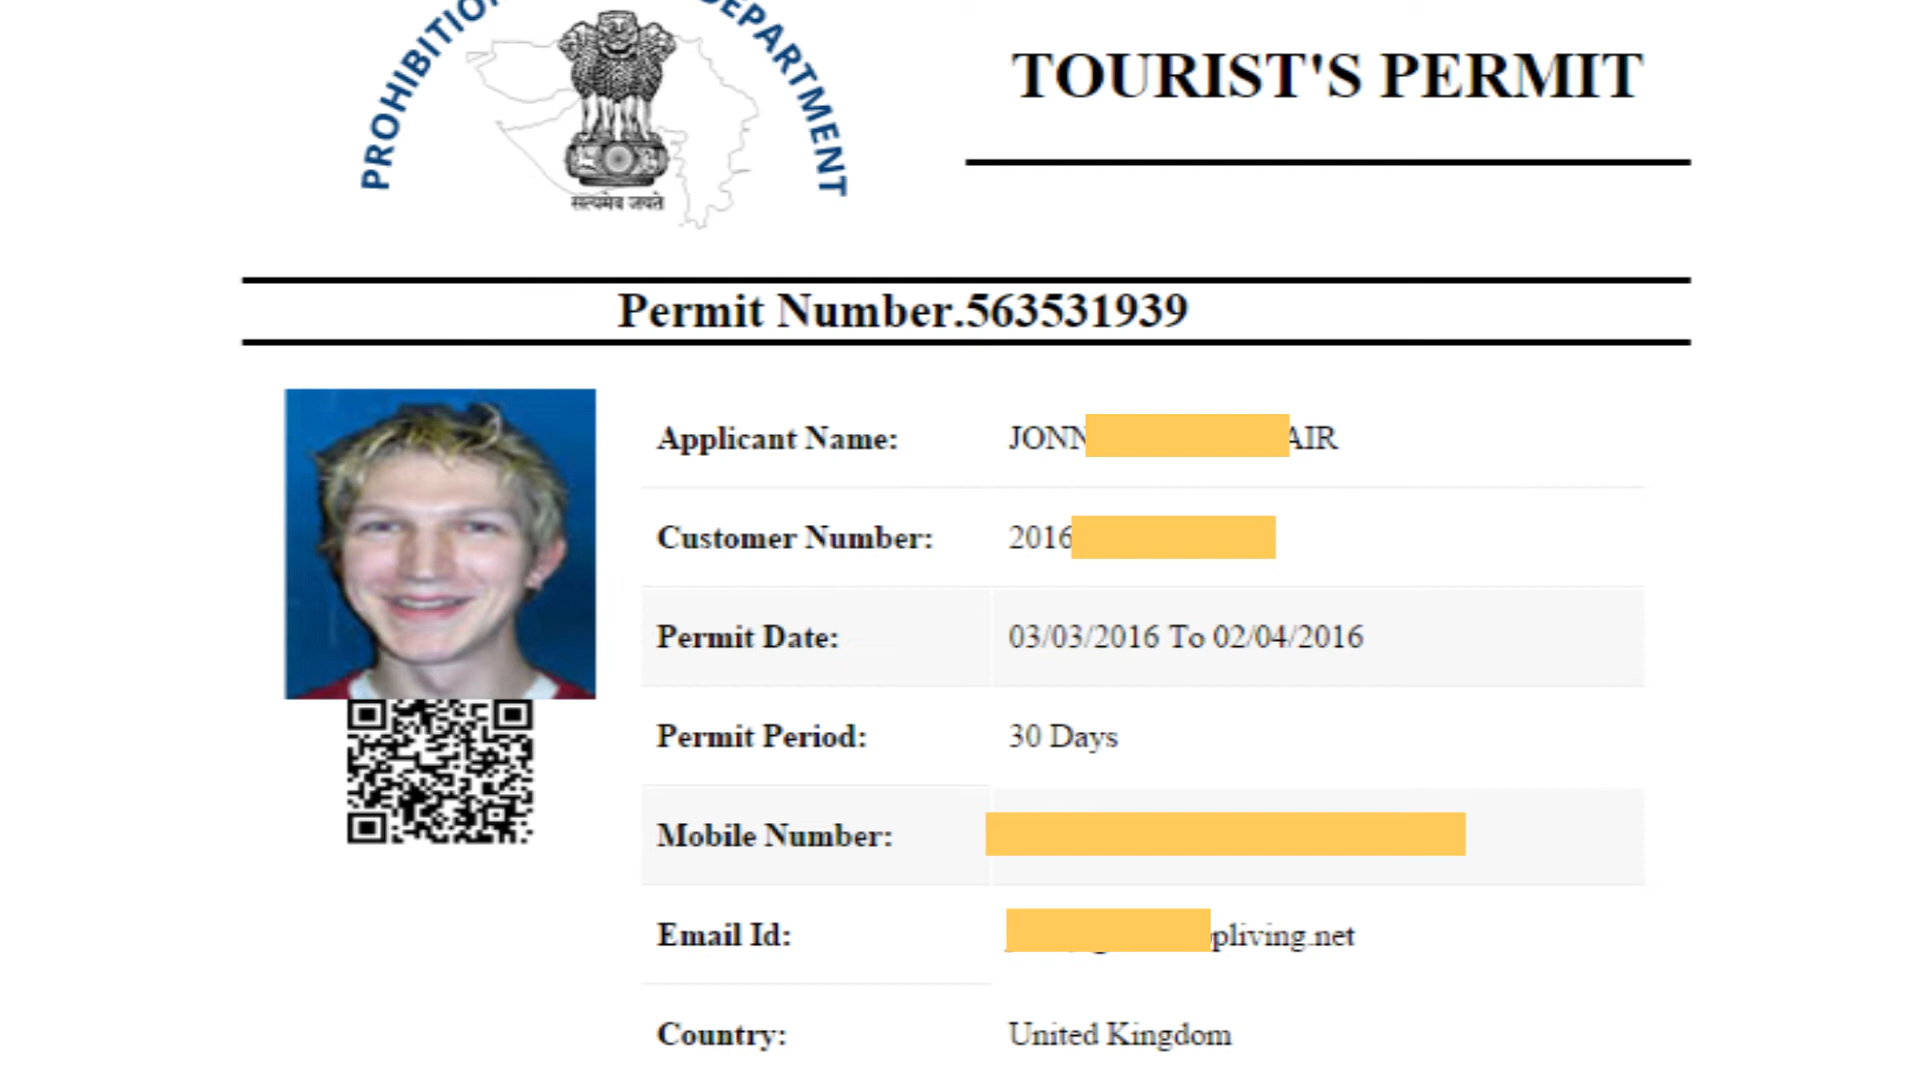 PROHIBITIO
DEPARTMENT
सत्यमेव जयते
TOURIST'S PERMIT
Permit Number.563531939
Applicant Name: JONN AIR
Customer Number: 2016
Permit Date: 03/03/2016 To 02/04/2016
Permit Period: 30 Days
Mobile Number:
Email Id: pliving.net
Country: United Kingdom